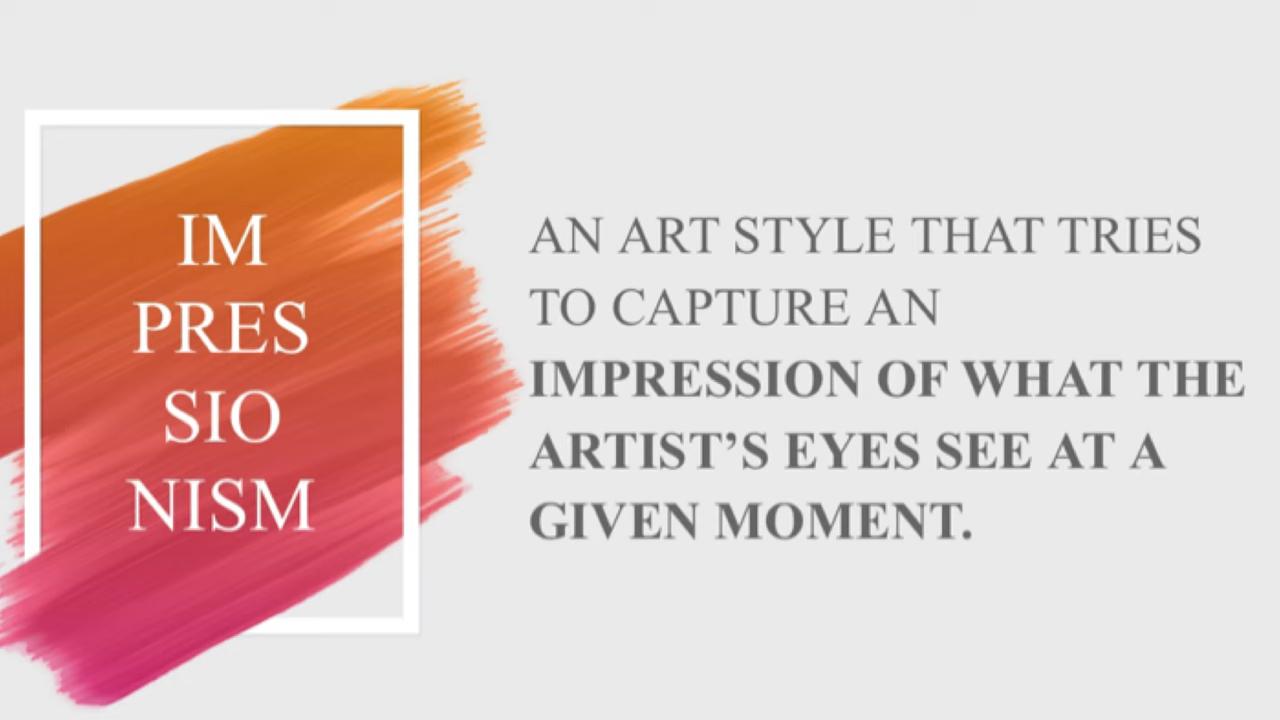 IM
PRES
SIO
NISM
AN ART STYLE THAT TRIES
TO CAPTURE AN
IMPRESSION OF WHAT THE
ARTIST’S EYES SEE AT A
GIVEN MOMENT.